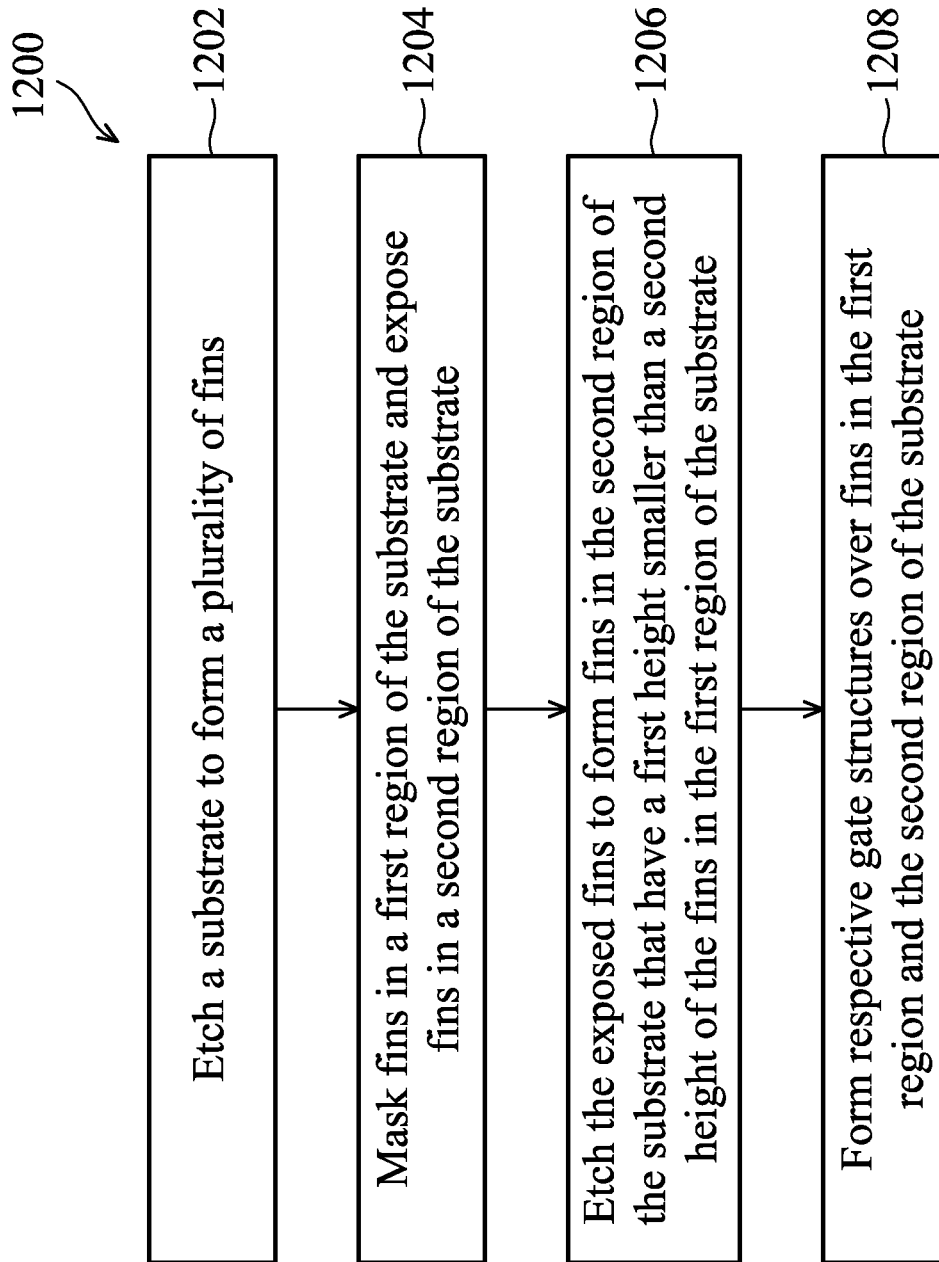 1200
Etch a substrate to form a plurality of fins
1202
Mask fins in a first region of the substrate and expose
fins in a second region of the substrate
1204
Etch the exposed fins to form fins in the second region of
the substrate that have a first height smaller than a second
height of the fins in the first region of the substrate
1206
Form respective gate structures over fins in the first
region and the second region of the substrate
1208